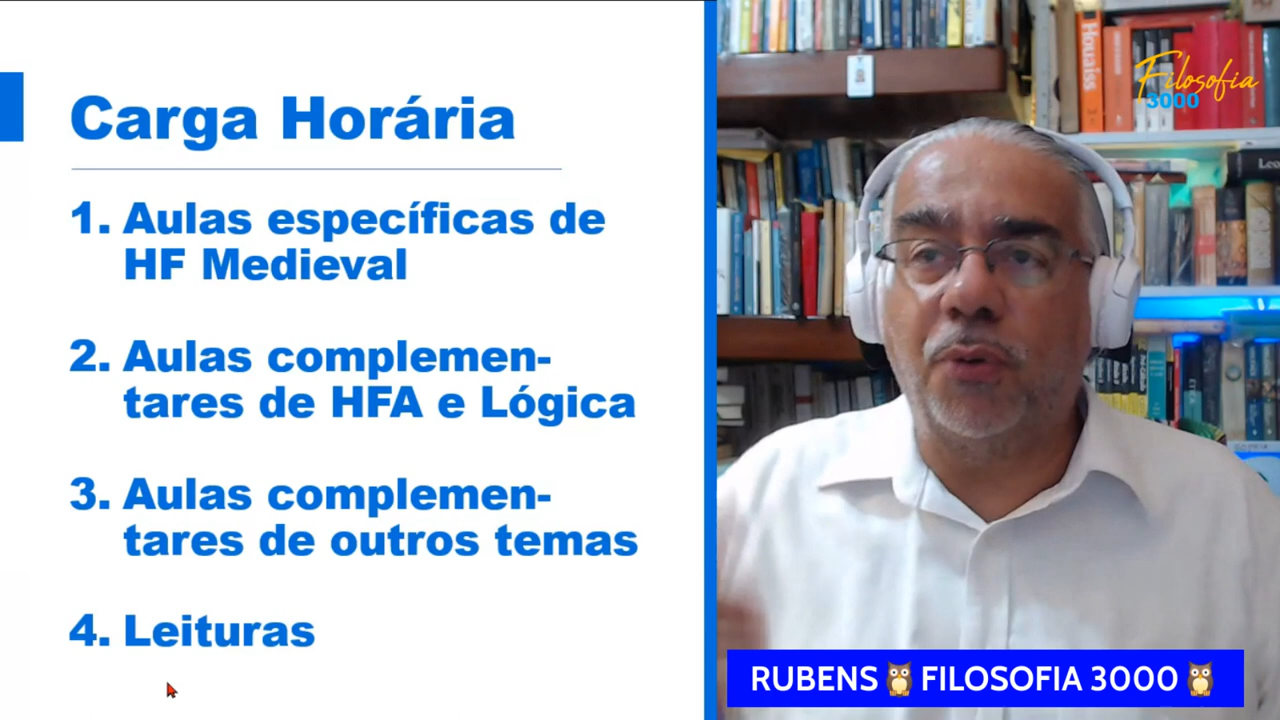 Carga Horária
1. Aulas específicas de
HF Medieval
2. Aulas complemen-
tares de HFA e Lógica
3. Aulas complemen-
tares de outros temas
4. Leituras
Houaiss
Filosofia
3000
RUBENS🦉FILOSOFIA 3000🦉